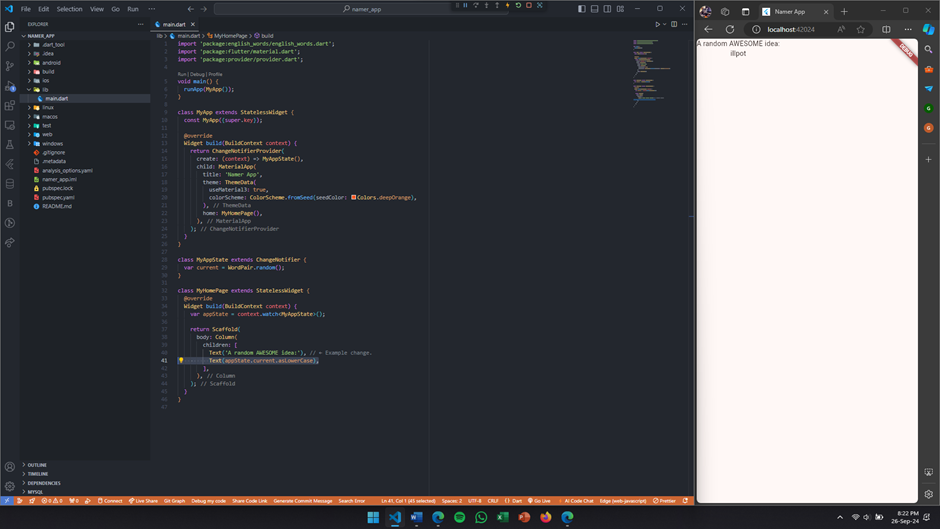 File Edit Selection View Go Run ···
namer_app
EXPLORER ···
NAMER_APP
.dart_tool
.idea
android
build
ios
lib
main.dart
linux
macos
test
web
windows
.gitignore
.metadata
analysis_options.yaml
namer_app.iml
pubspec.lock
pubspec.yaml
README.md
OUTLINE
TIMELINE
DEPENDENCIES
MYSQL
main.dart
lib > main.dart > MyHomePage > build
1 import 'package:english_words/english_words.dart';
2 import 'package:flutter/material.dart';
3 import 'package:provider/provider.dart';
4
Run | Debug | Profile
5 void main() {
6 runApp(MyApp());
7 }
8
9 class MyApp extends StatelessWidget {
10 const MyApp({super.key});
11
12 @override
13 Widget build(BuildContext context) {
14 return ChangeNotifierProvider(
15 create: (context) => MyAppState(),
16 child: MaterialApp(
17 title: 'Namer App',
18 theme: ThemeData(
19 useMaterial3: true,
20 colorScheme: ColorScheme.fromSeed(seedColor: Colors.deepOrange),
21 ), // ThemeData
22 home: MyHomePage(),
23 ), // MaterialApp
24 ); // ChangeNotifierProvider
25 }
26 }
27
28 class MyAppState extends ChangeNotifier {
29 var current = WordPair.random();
30 }
31
32 class MyHomePage extends StatelessWidget {
33 @override
34 Widget build(BuildContext context) {
35 var appState = context.watch<MyAppState>();
36
37 return Scaffold(
38 body: Column(
39 children: [
40 Text('A random AWESOME idea:'), // ← Example change.
41 Text(appState.current.asLowerCase),
42 ],
43 ), // Column
44 ); // Scaffold
45 }
46 }
47
0 0 0 Connect Live Share Git Graph Debug my code Share Code Link Generate Commit Message Search Error Ln 41, Col 1 (45 selected) Spaces: 2 UTF-8 CRLF {} Dart Go Live AI Code Chat Edge (web-javascript) Prettier
Namer App
localhost:42024
A random AWESOME idea:
illpot
DEBUG
8:22 PM
26-Sep-24